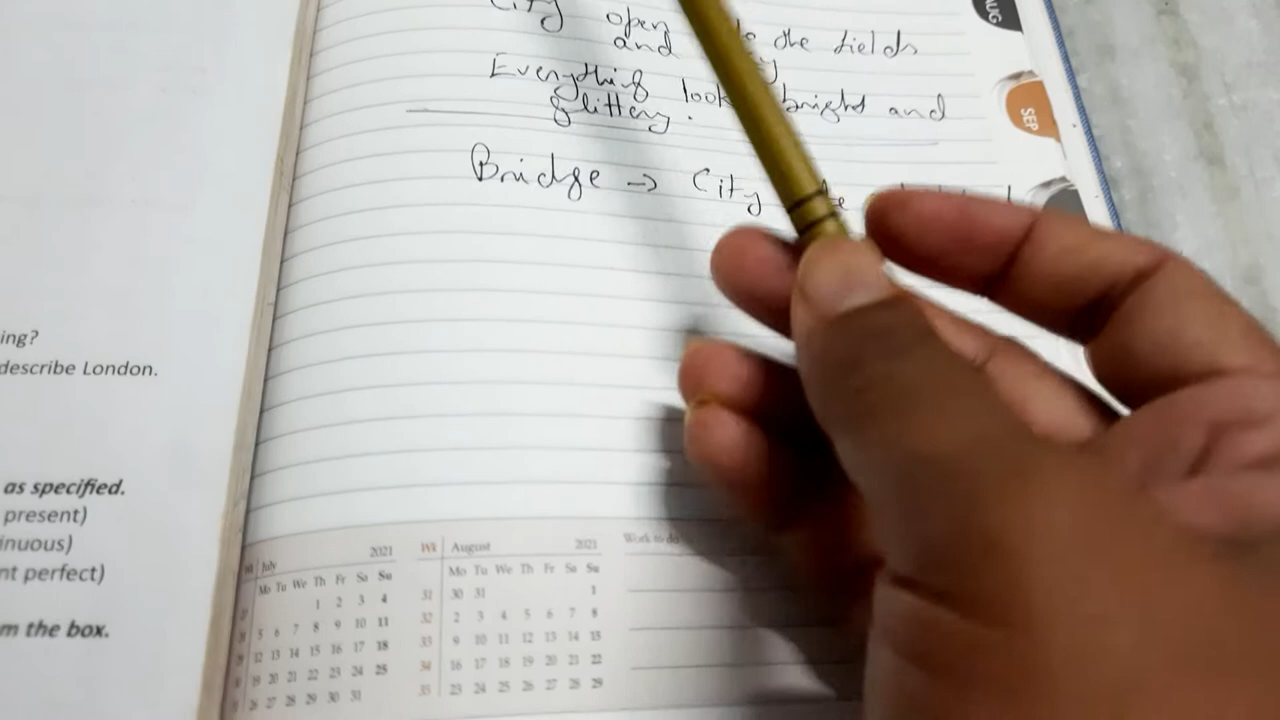 City open to the fields
and
Everything look bright and
glittery.
Bridge → City
AUG
SEP
ing?
describe London.
as specified.
present)
inuous)
nt perfect)
m the box.
July 2021
Mo Tu We Th Fr Sa Su
1 2 3 4
5 6 7 8 9 10 11
12 13 14 15 16 17 18
19 20 21 22 23 24 25
26 27 28 29 30 31
Wk August 2021
Mo Tu We Th Fr Sa Su
31 30 31 1
32 2 3 4 5 6 7 8
33 9 10 11 12 13 14 15
34 16 17 18 19 20 21 22
35 23 24 25 26 27 28 29
Work to do